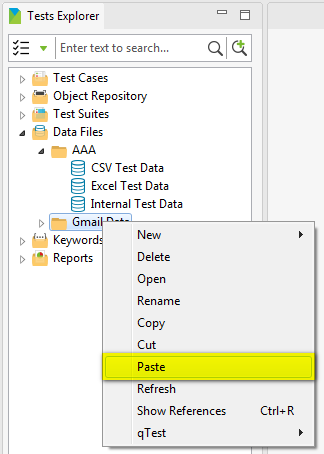 Tests Explorer
Enter text to search...
Test Cases
Object Repository
Test Suites
Data Files
AAA
CSV Test Data
Excel Test Data
Internal Test Data
Gmail Data
Keywords
Reports
New
Delete
Open
Rename
Copy
Cut
Paste
Refresh
Show References Ctrl+R
qTest